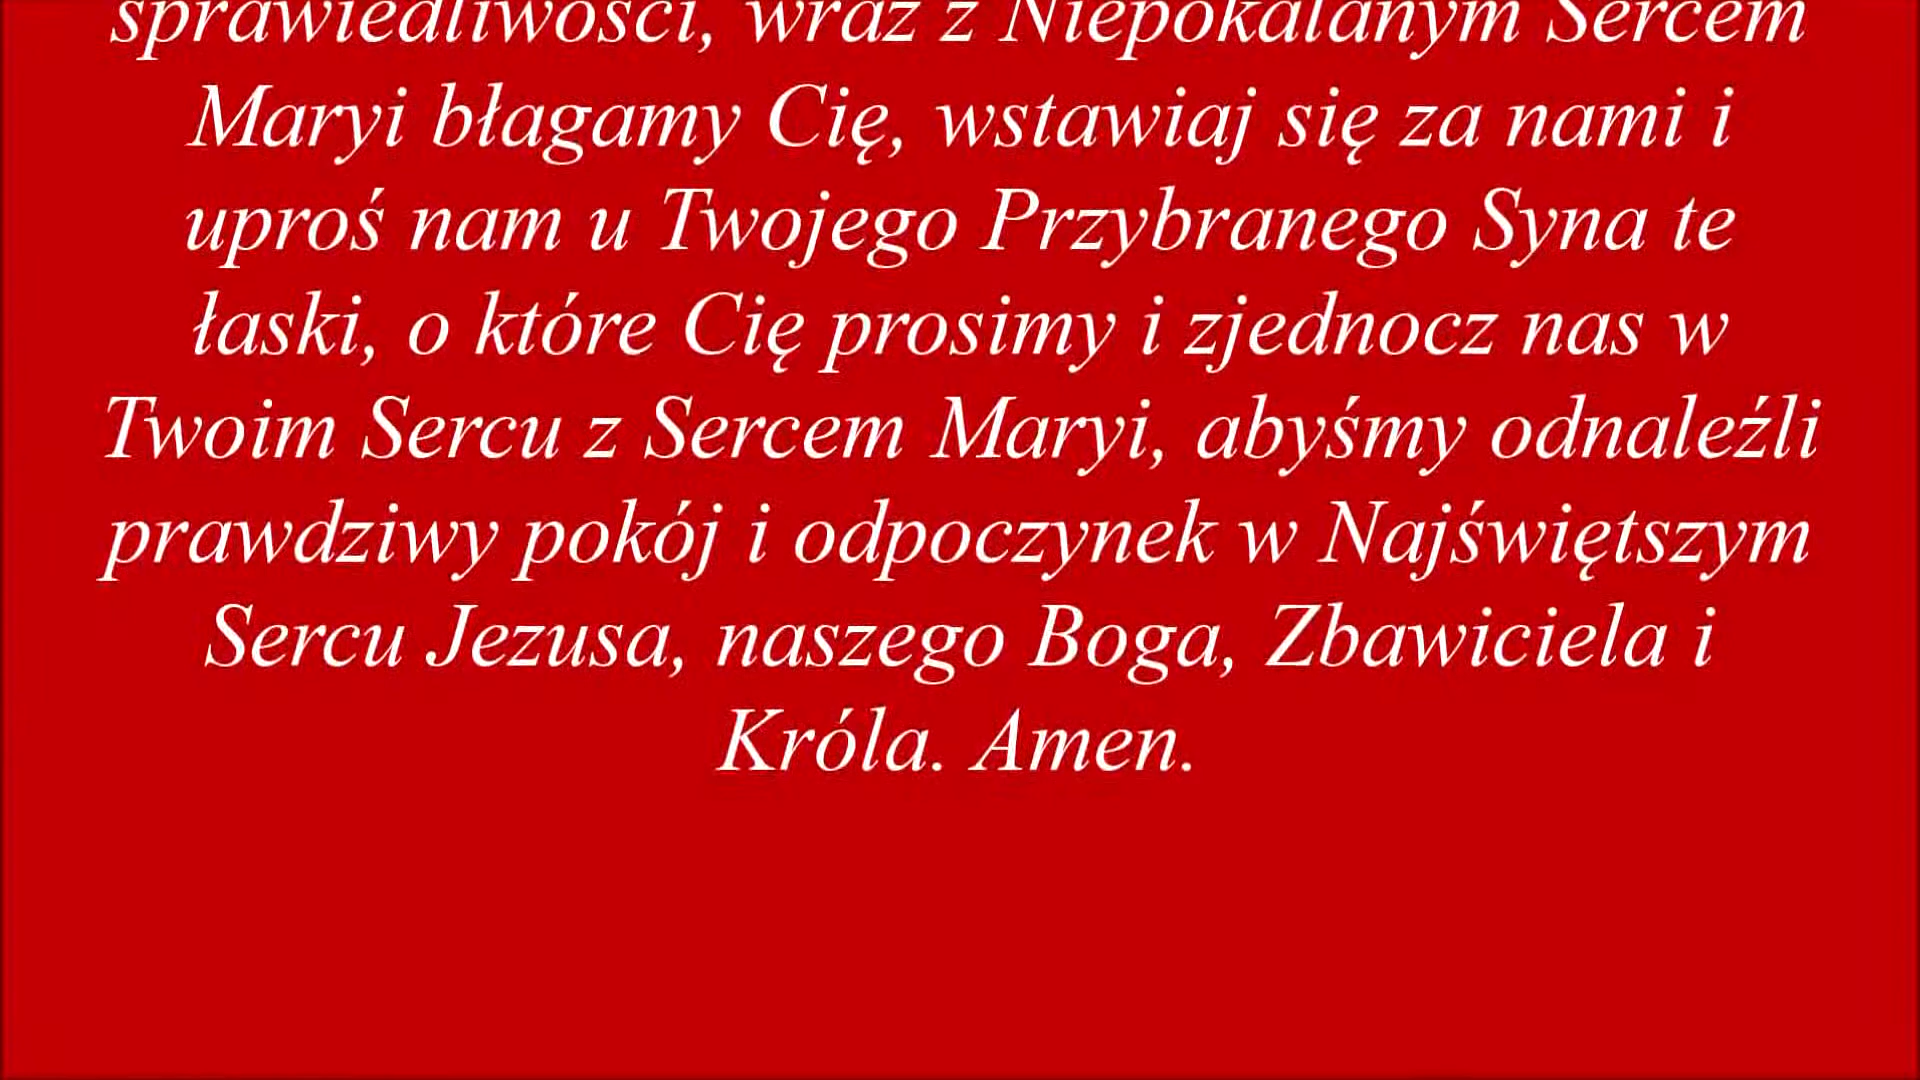 sprawiedliwości, wraz z Niepokalanym Sercem
Maryi błagamy Cię, wstawiaj się za nami i
uproś nam u Twojego Przybranego Syna te
łaski, o które Cię prosimy i zjednocz nas w
Twoim Sercu z Sercem Maryi, abyśmy odnaleźli
prawdziwy pokój i odpoczynek w Najświętszym
Sercu Jezusa, naszego Boga, Zbawiciela i
Króla. Amen.